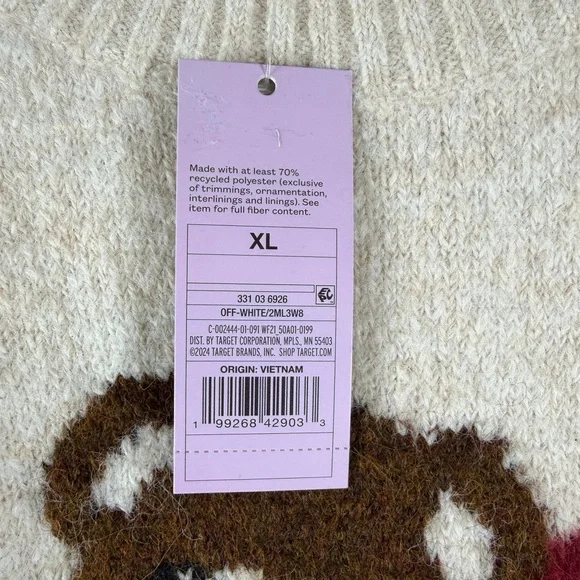 Made with at least 70%
recycled polyester (exclusive
of trimmings, ornamentation,
interlinings and linings). See
item for full fiber content.
XL
331 03 6926
OFF-WHITE/2ML3W8
C-002444-01-091 WF21_50A01-0199
DIST. BY TARGET CORPORATION, MPLS., MN 55403
©2024 TARGET BRANDS, INC. SHOP TARGET.COM
ORIGIN: VIETNAM
1 99268 42903 3